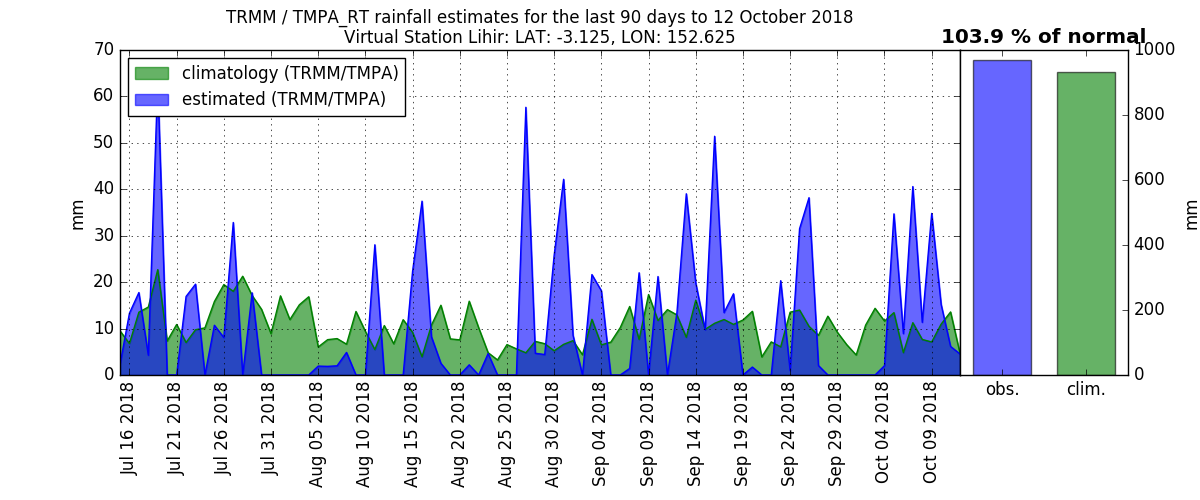 TRMM / TMPA_RT rainfall estimates for the last 90 days to 12 October 2018
Virtual Station Lihir: LAT: -3.125, LON: 152.625
103.9 % of normal
climatology (TRMM/TMPA)
estimated (TRMM/TMPA)
70
60
50
40
30
20
10
0
mm
1000
800
600
400
200
0
mm
obs.
clim.
Jul 16 2018
Jul 21 2018
Jul 26 2018
Jul 31 2018
Aug 05 2018
Aug 10 2018
Aug 15 2018
Aug 20 2018
Aug 25 2018
Aug 30 2018
Sep 04 2018
Sep 09 2018
Sep 14 2018
Sep 19 2018
Sep 24 2018
Sep 29 2018
Oct 04 2018
Oct 09 2018